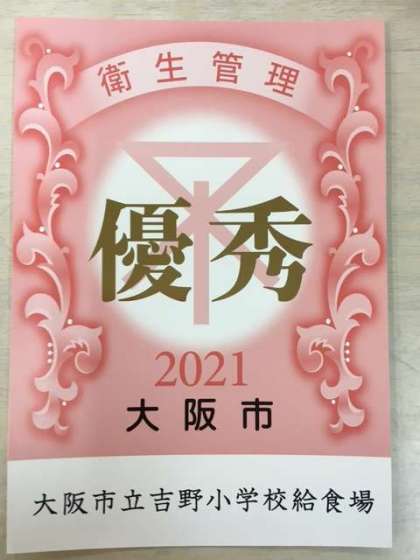 衛生管理
優秀
2021
大阪市
大阪市立吉野小学校給食場